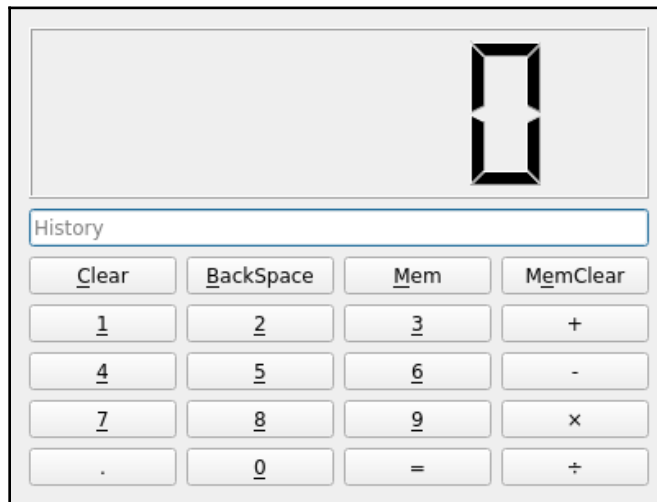 0
History
Clear BackSpace Mem MemClear
1 2 3 +
4 5 6 -
7 8 9 ×
. 0 = ÷